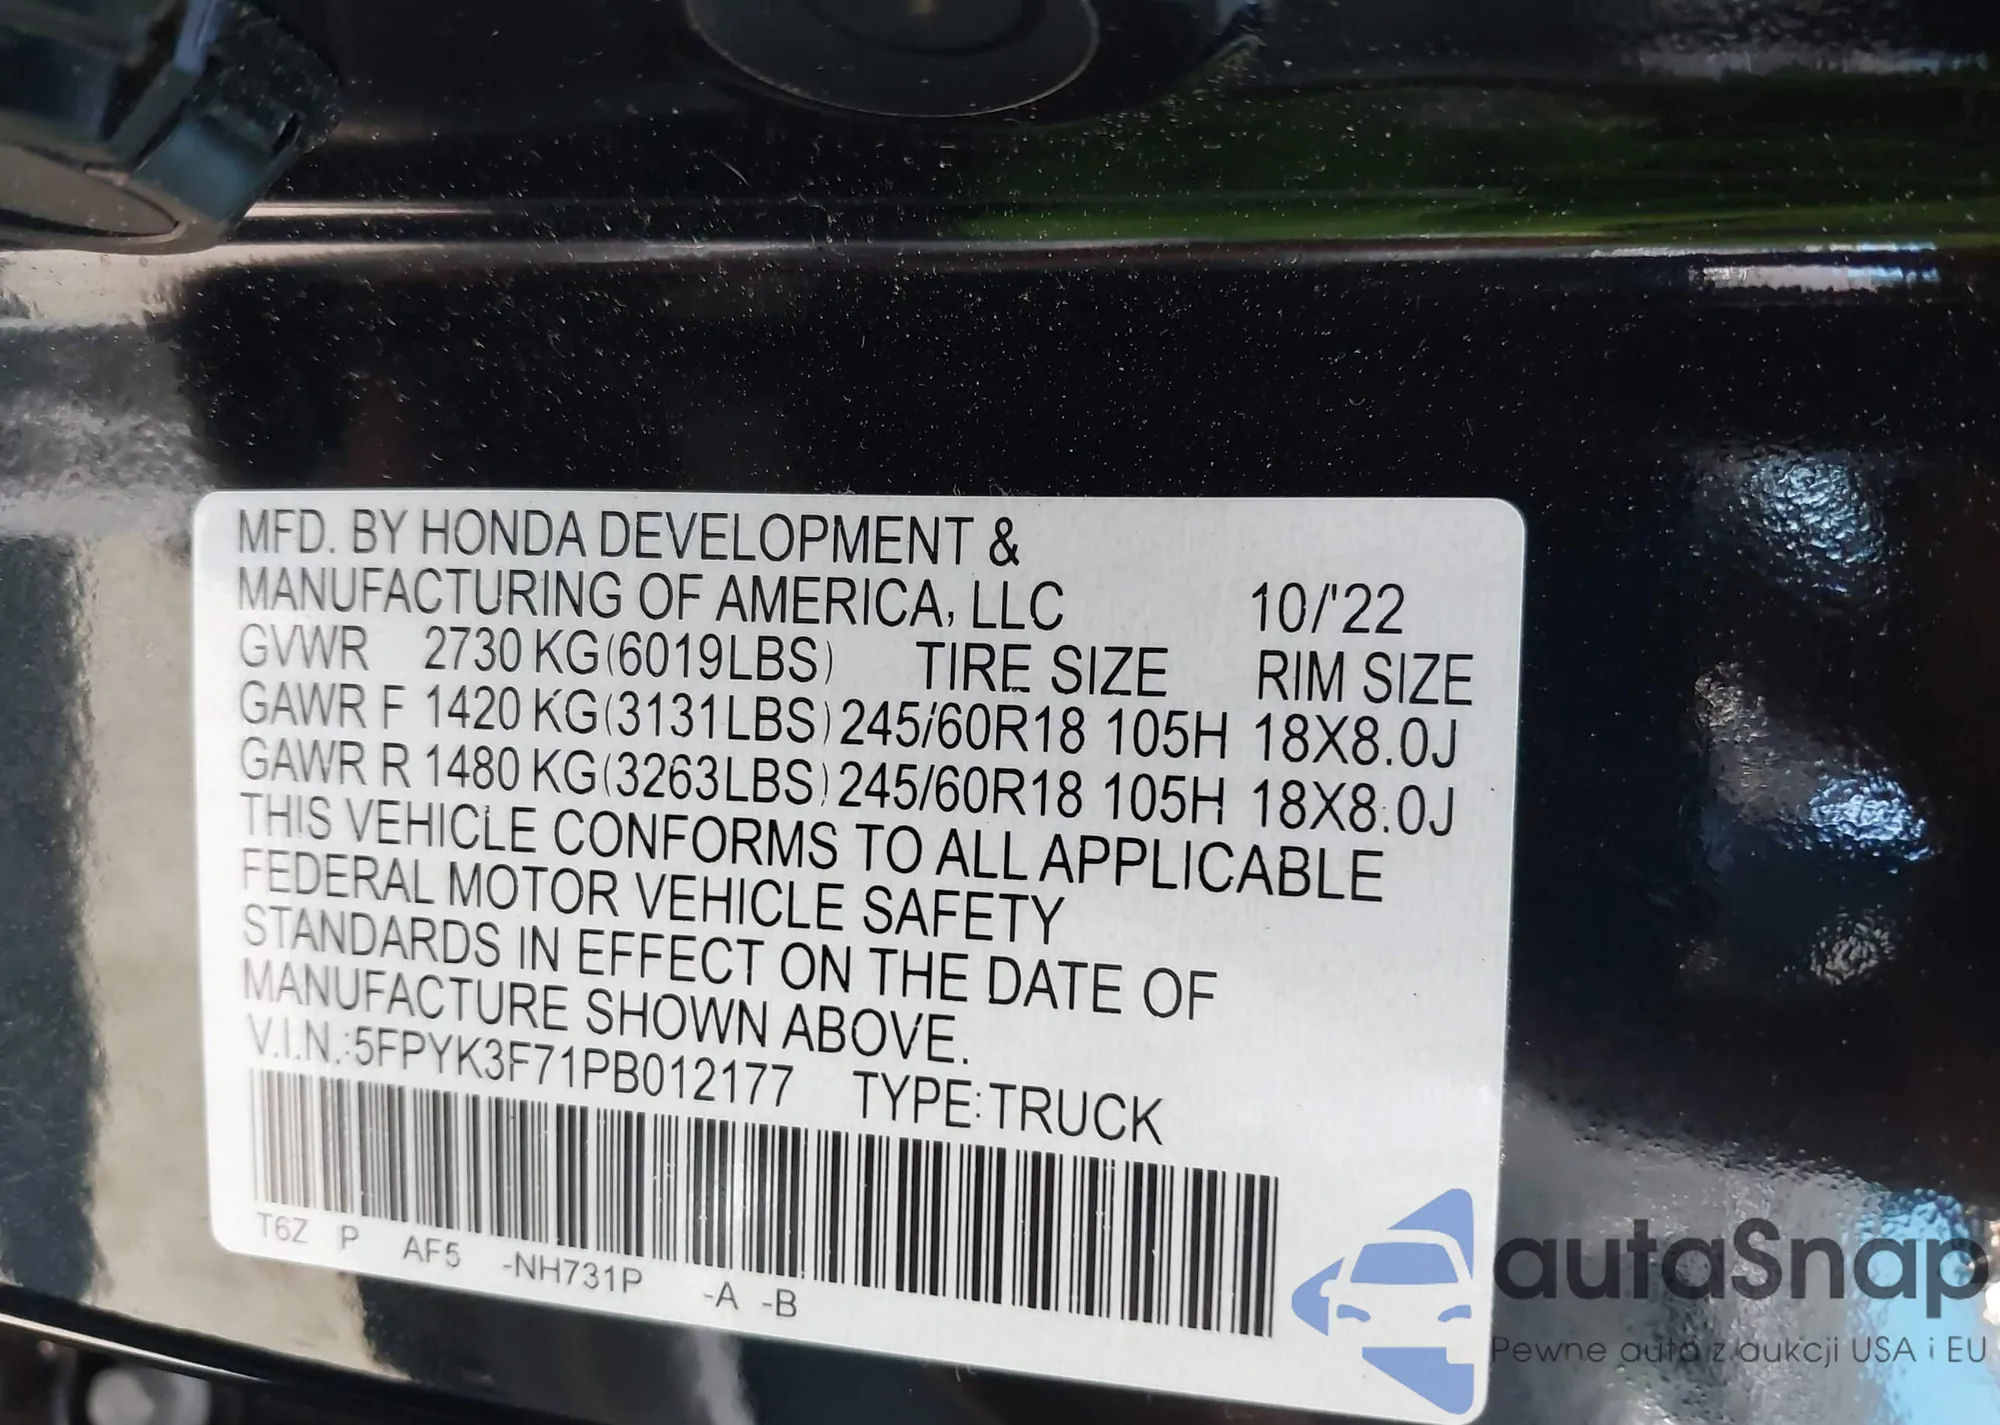 MFD. BY HONDA DEVELOPMENT &
MANUFACTURING OF AMERICA, LLC 10/'22
GVWR 2730 KG(6019LBS) TIRE SIZE RIM SIZE
GAWR F 1420 KG(3131LBS) 245/60R18 105H 18X8.0J
GAWR R 1480 KG(3263LBS) 245/60R18 105H 18X8.0J
THIS VEHICLE CONFORMS TO ALL APPLICABLE
FEDERAL MOTOR VEHICLE SAFETY
STANDARDS IN EFFECT ON THE DATE OF
MANUFACTURE SHOWN ABOVE.
V.I.N.:5FPYK3F71PB012177 TYPE:TRUCK
T6Z P AF5 -NH731P -A -B
autaSnap
Pewne auta z aukcji USA i EU